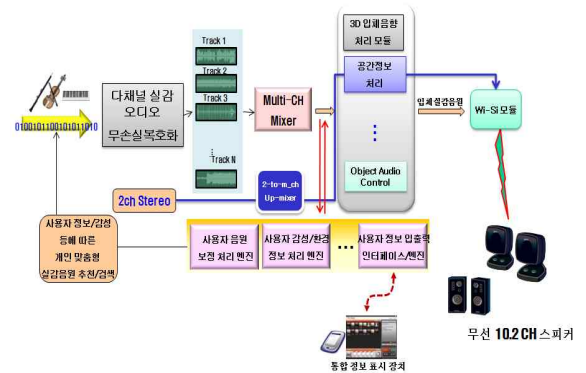 3D 입체음향
처리 모듈
Track 1
Track 2
Track 3
Track N
다채널 실감
오디오
무손실복호화
010010110010101011010
Multi-CH
Mixer
공간정보
처리
입체실감음원
Wi-Si 모듈
Object Audio
Control
2ch Stereo
2-to-m_ch
Up-mixer
사용자 정보/감성
등에 따른
개인 맞춤형
실감음원 추천/검색
사용자 음원
보정 처리 엔진
사용자 감성/환경
정보 처리 엔진
사용자 정보 입출력
인터페이스/엔진
무선 10.2 CH 스피커
통합 정보 표시 장치